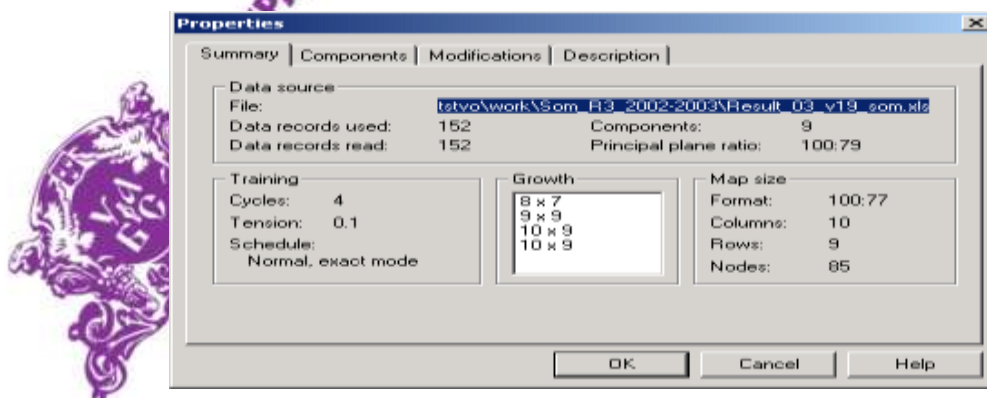 Properties
Summary Components Modifications Description
Data source
File: tstvo\work\Som_R3_2002-2003\Result_03_v19_som.xls
Data records used: 152 Components: 9
Data records read: 152 Principal plane ratio: 100:79
Training
Cycles: 4
Tension: 0.1
Schedule:
Normal, exact mode
Growth
8 x 7
9 x 9
10 x 9
10 x 9
Map size
Format: 100:77
Columns: 10
Rows: 9
Nodes: 85
OK Cancel Help